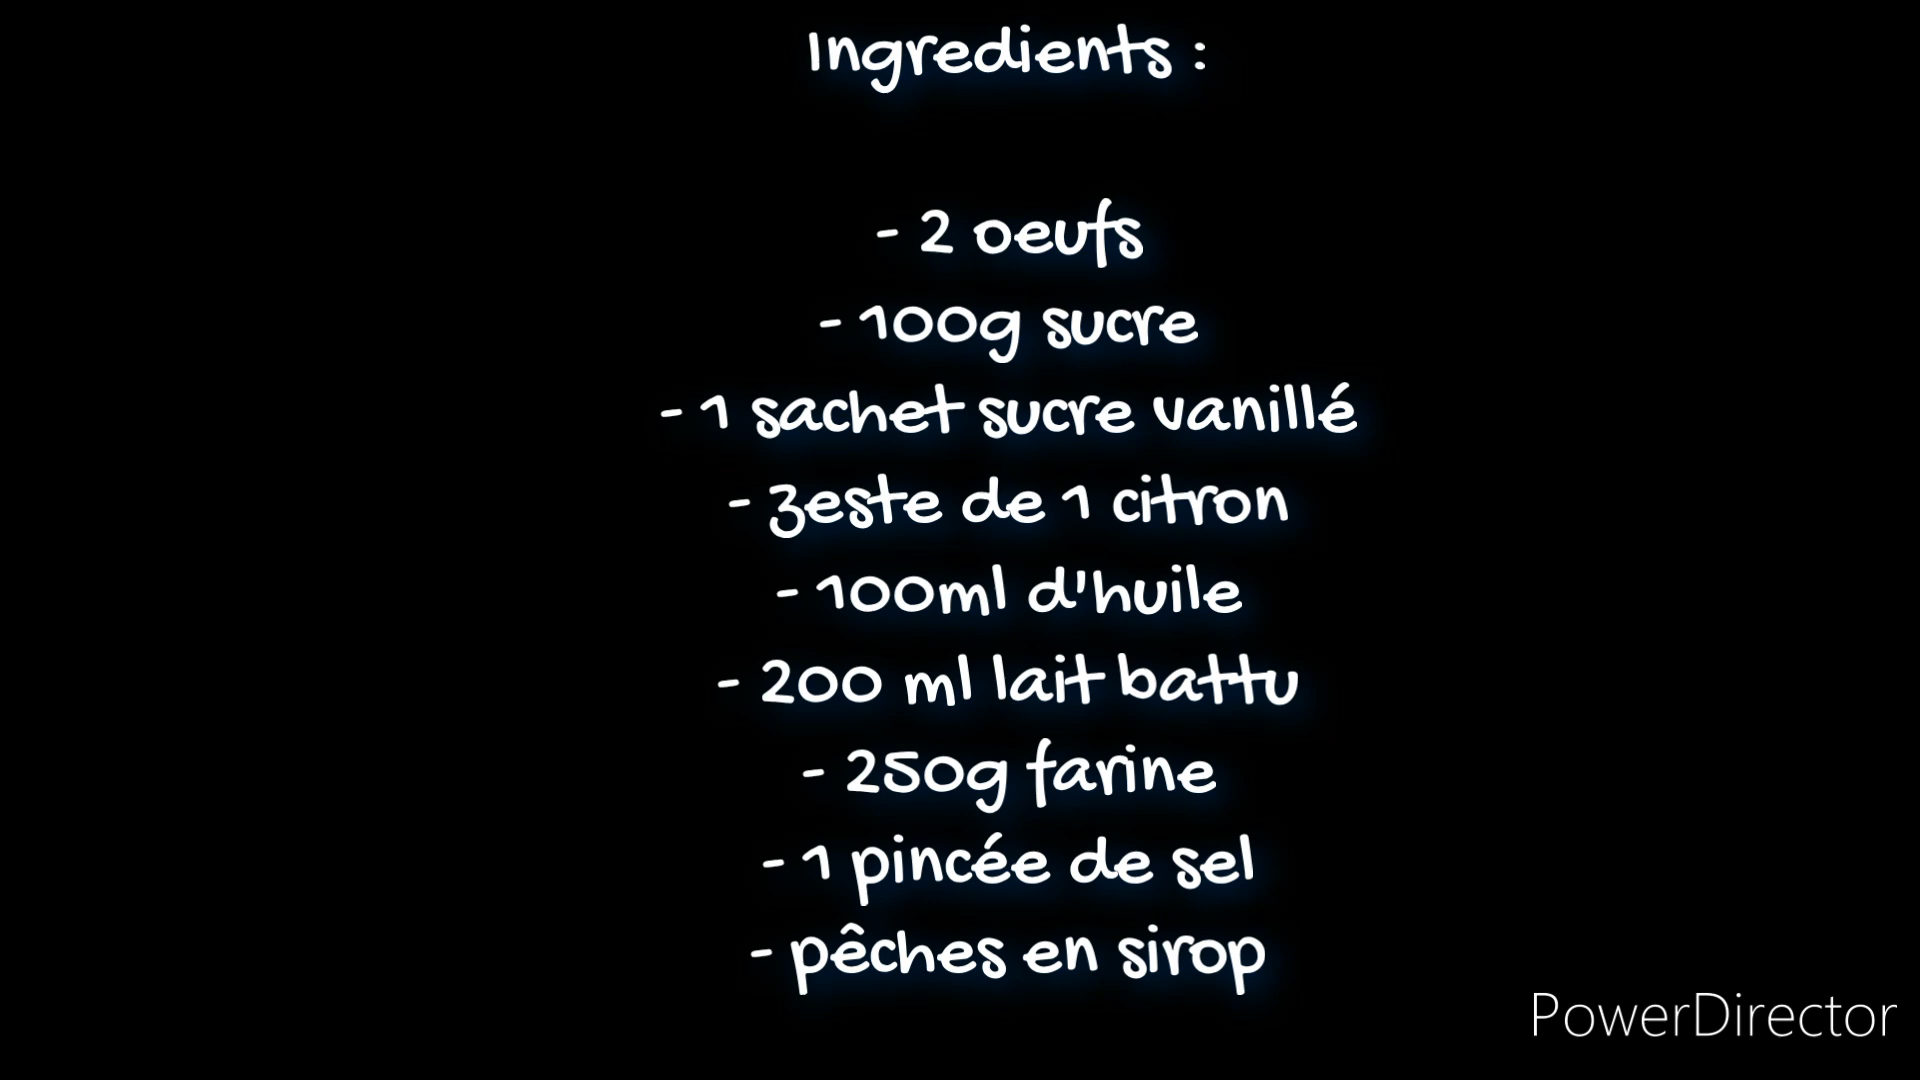 Ingredients :
- 2 oeufs
- 100g sucre
- 1 sachet sucre vanillé
- zeste de 1 citron
- 100ml d'huile
- 200 ml lait battu
- 250g farine
- 1 pincée de sel
- pêches en sirop
PowerDirector